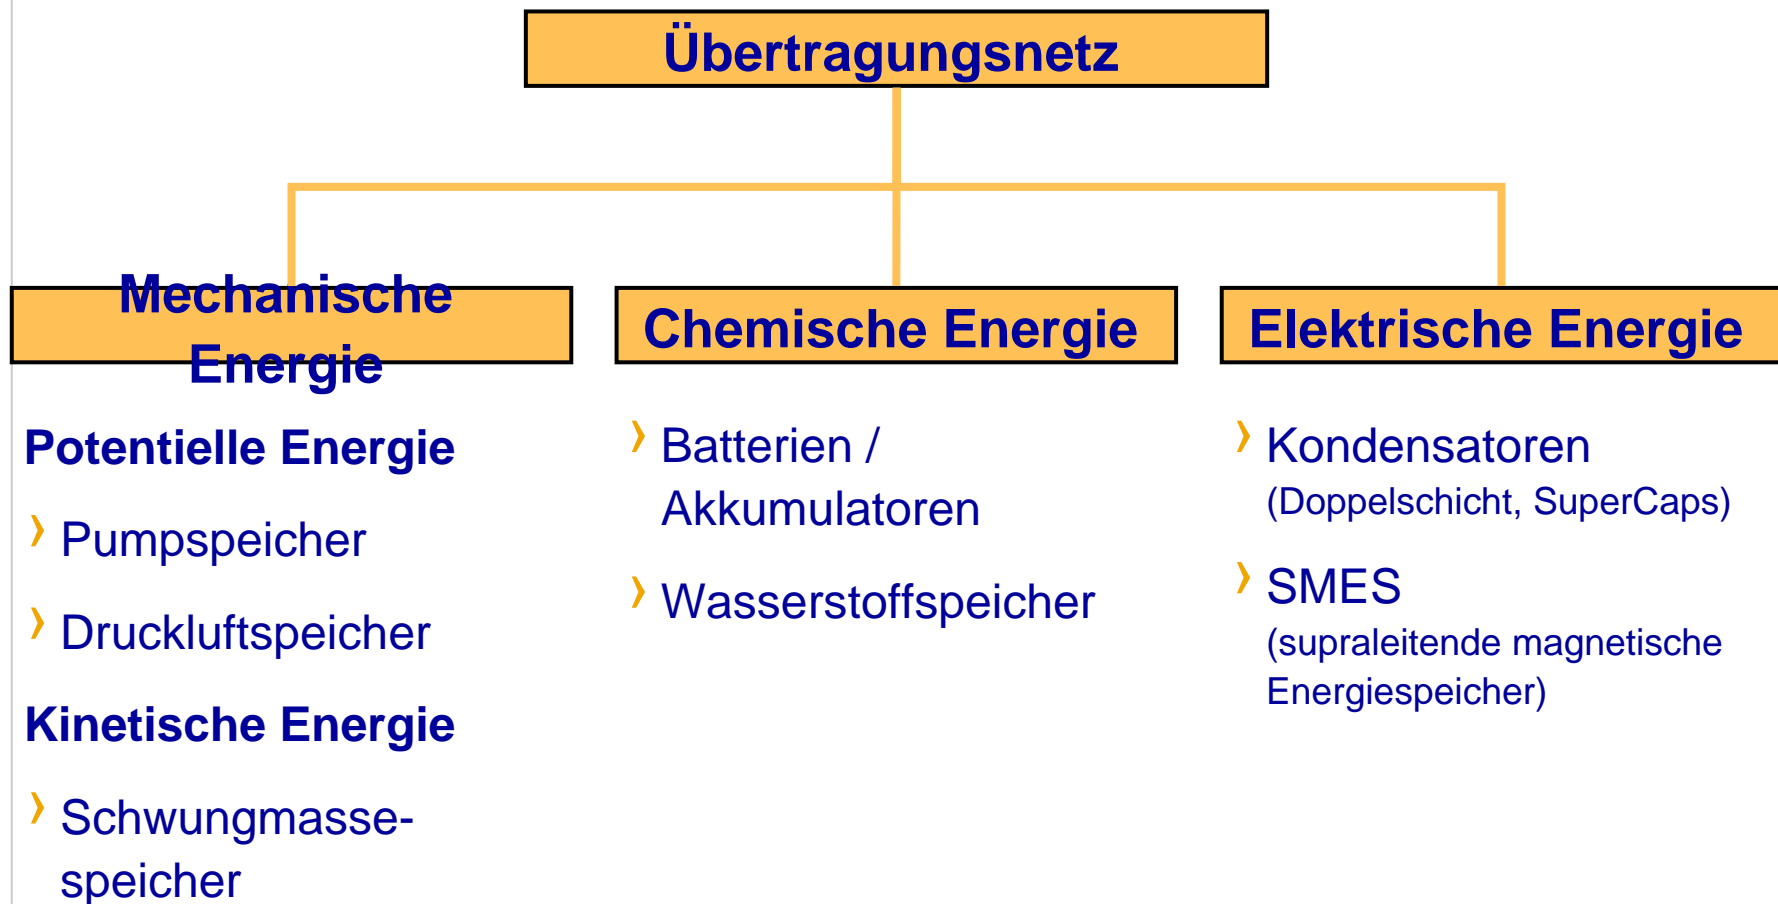 Übertragungsnetz
Mechanische
Energie
Potentielle Energie
› Pumpspeicher
› Druckluftspeicher
Kinetische Energie
› Schwungmasse-
speicher
Chemische Energie
› Batterien /
Akkumulatoren
› Wasserstoffspeicher
Elektrische Energie
› Kondensatoren
(Doppelschicht, SuperCaps)
› SMES
(supraleitende magnetische
Energiespeicher)